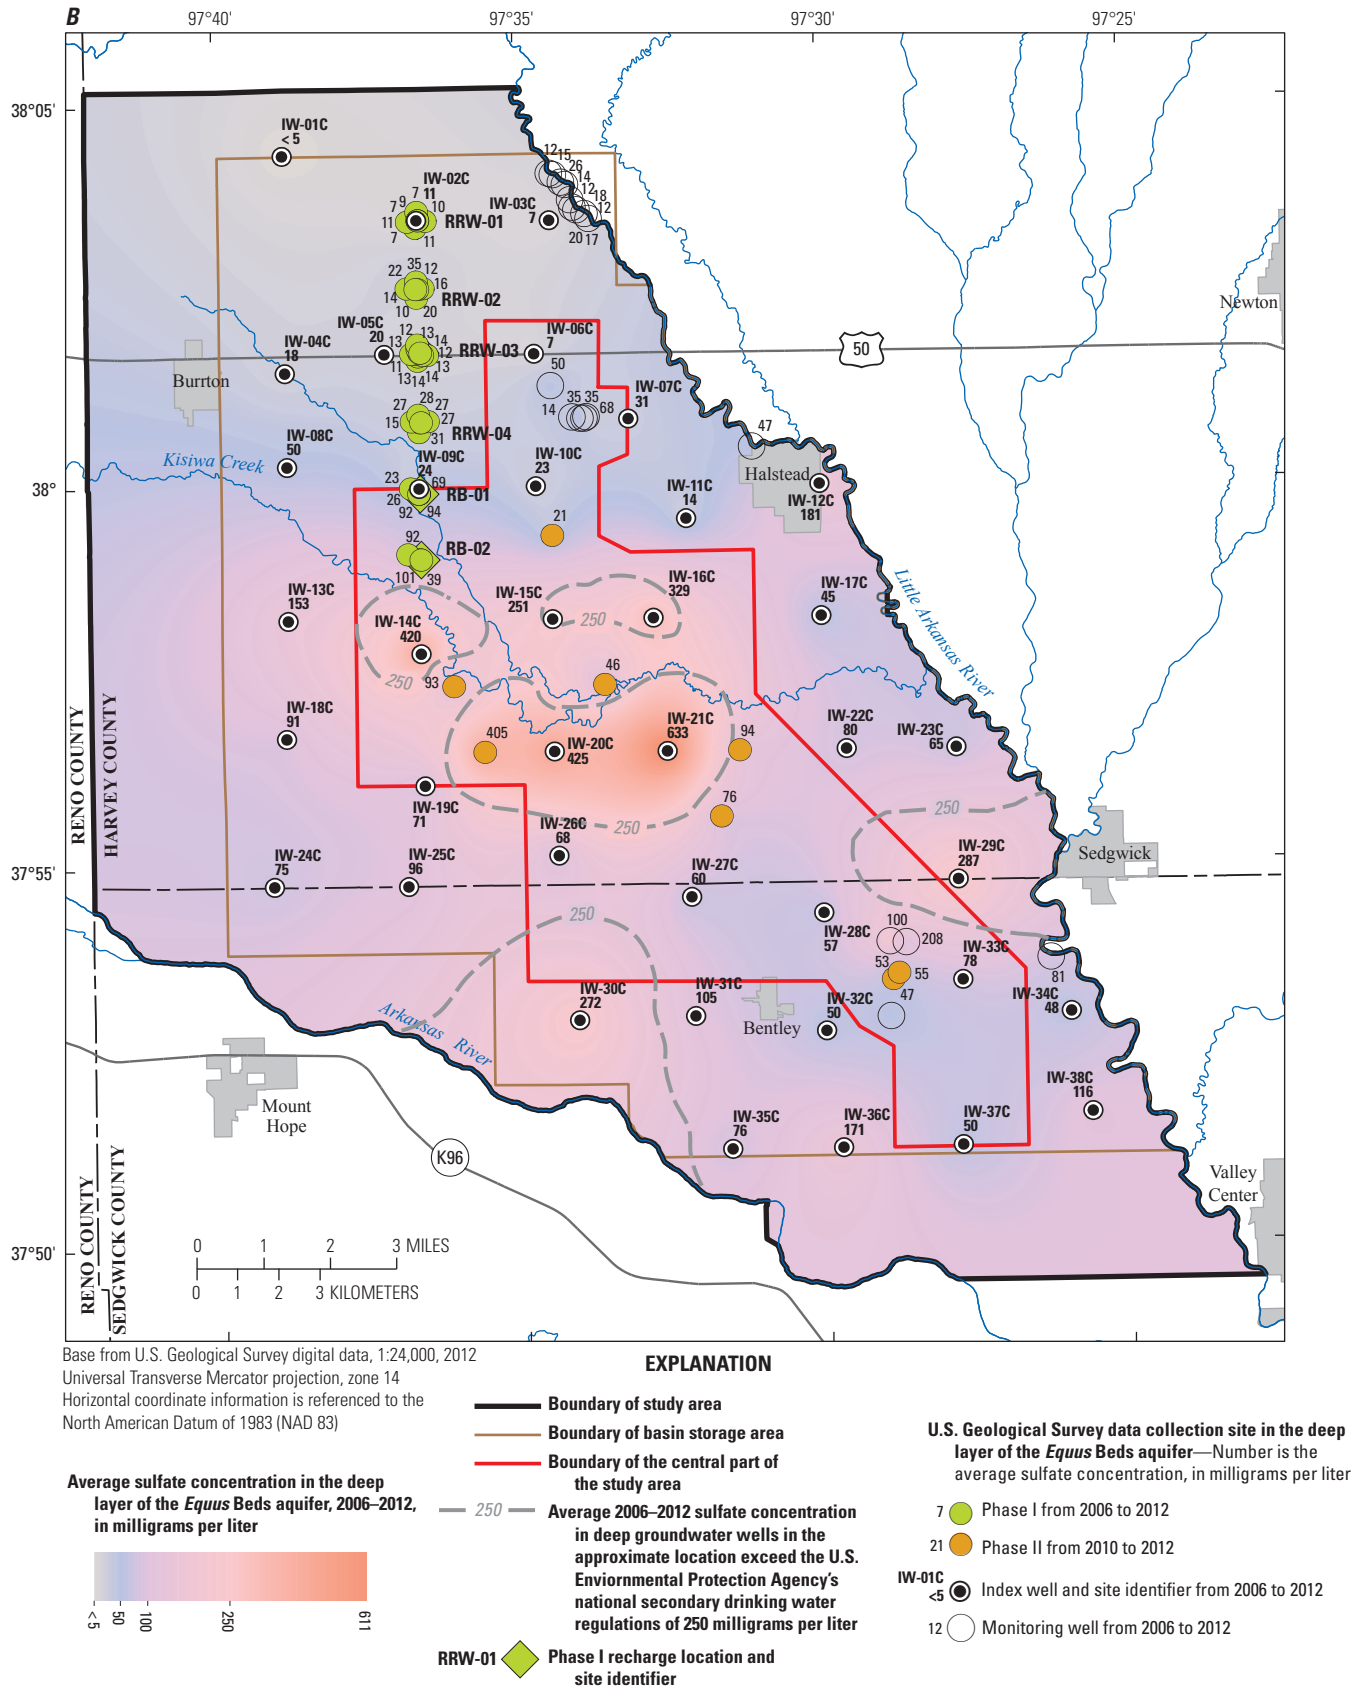 B
97°40'
97°35'
97°30'
97°25'
38°05'
38°
37°55'
37°50'
IW-01C
< 5
IW-02C
11
7
9
7
10
11
7
11
RRW-01
IW-03C
7
12
15
26
14
12
18
12
20
17
35
22
12
16
14
10
20
RRW-02
Newton
IW-05C
20
12
13
13
14
12
11
13
13
14
14
RRW-03
IW-04C
18
IW-06C
7
50
Burrton
50
IW-07C
31
14
35
35
68
28
27
27
15
27
31
RRW-04
47
IW-08C
50
Kisiwa Creek
IW-09C
24
23
69
26
92
94
RB-01
IW-10C
23
IW-11C
14
Halstead
IW-12C
181
21
92
RB-02
101
39
IW-13C
153
IW-14C
420
250
IW-15C
251
250
IW-16C
329
IW-17C
45
Little Arkansas River
93
46
IW-18C
91
405
IW-20C
425
IW-21C
633
94
IW-22C
80
IW-23C
65
RENO COUNTY
HARVEY COUNTY
IW-19C
71
76
250
250
IW-26C
68
IW-24C
75
IW-25C
96
IW-27C
60
IW-29C
287
Sedgwick
250
IW-28C
57
100
208
53
55
47
IW-33C
78
81
IW-34C
48
IW-30C
272
IW-31C
105
Bentley
IW-32C
50
Arkansas River
Mount
Hope
K96
IW-35C
76
IW-36C
171
IW-37C
50
IW-38C
116
Valley
Center
RENO COUNTY
SEDGWICK COUNTY
0 1 2 3 MILES
0 1 2 3 KILOMETERS
Base from U.S. Geological Survey digital data, 1:24,000, 2012
Universal Transverse Mercator projection, zone 14
Horizontal coordinate information is referenced to the
North American Datum of 1983 (NAD 83)
Average sulfate concentration in the deep
layer of the Equus Beds aquifer, 2006–2012,
in milligrams per liter
< 5
50
100
250
611
EXPLANATION
Boundary of study area
Boundary of basin storage area
Boundary of the central part of
the study area
250
Average 2006–2012 sulfate concentration
in deep groundwater wells in the
approximate location exceed the U.S.
Enviornmental Protection Agency's
national secondary drinking water
regulations of 250 milligrams per liter
RRW-01
Phase I recharge location and
site identifier
U.S. Geological Survey data collection site in the deep
layer of the Equus Beds aquifer—Number is the
average sulfate concentration, in milligrams per liter
7 Phase I from 2006 to 2012
21 Phase II from 2010 to 2012
IW-01C
<5 Index well and site identifier from 2006 to 2012
12 Monitoring well from 2006 to 2012